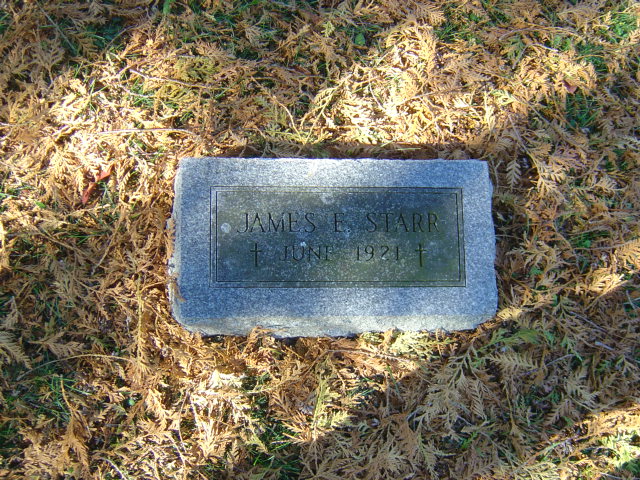 JAMES E. STARR
✝ JUNE 1921 ✝